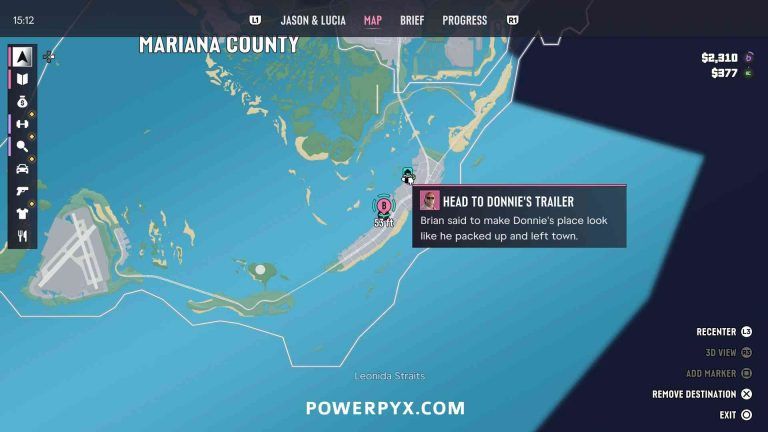 15:12
L1
JASON & LUCIA
MAP
BRIEF
PROGRESS
R1
MARIANA COUNTY
$2,310
$377
B
53 ft
HEAD TO DONNIE'S TRAILER
Brian said to make Donnie's place look
like he packed up and left town.
RECENTER L3
3D VIEW R3
ADD MARKER
REMOVE DESTINATION
EXIT
Leonida Straits
POWERPYX.COM